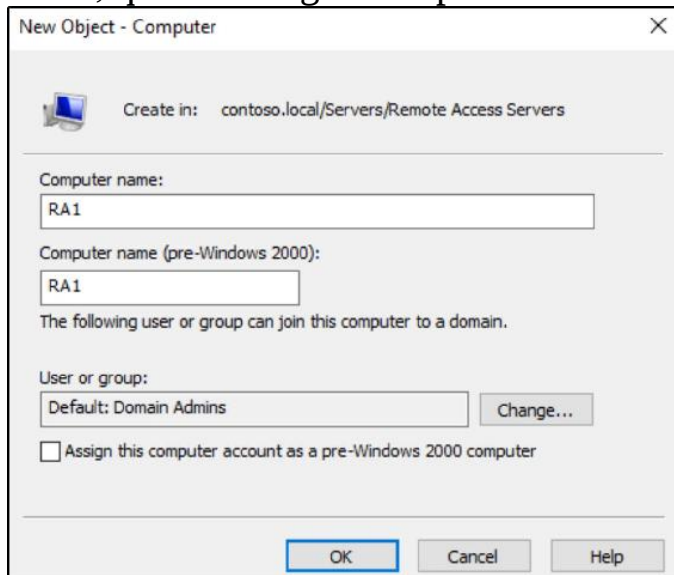 New Object - Computer
Create in: contoso.local/Servers/Remote Access Servers
Computer name:
RA1
Computer name (pre-Windows 2000):
RA1
The following user or group can join this computer to a domain.
User or group:
Default: Domain Admins
Change...
Assign this computer account as a pre-Windows 2000 computer
OK Cancel Help